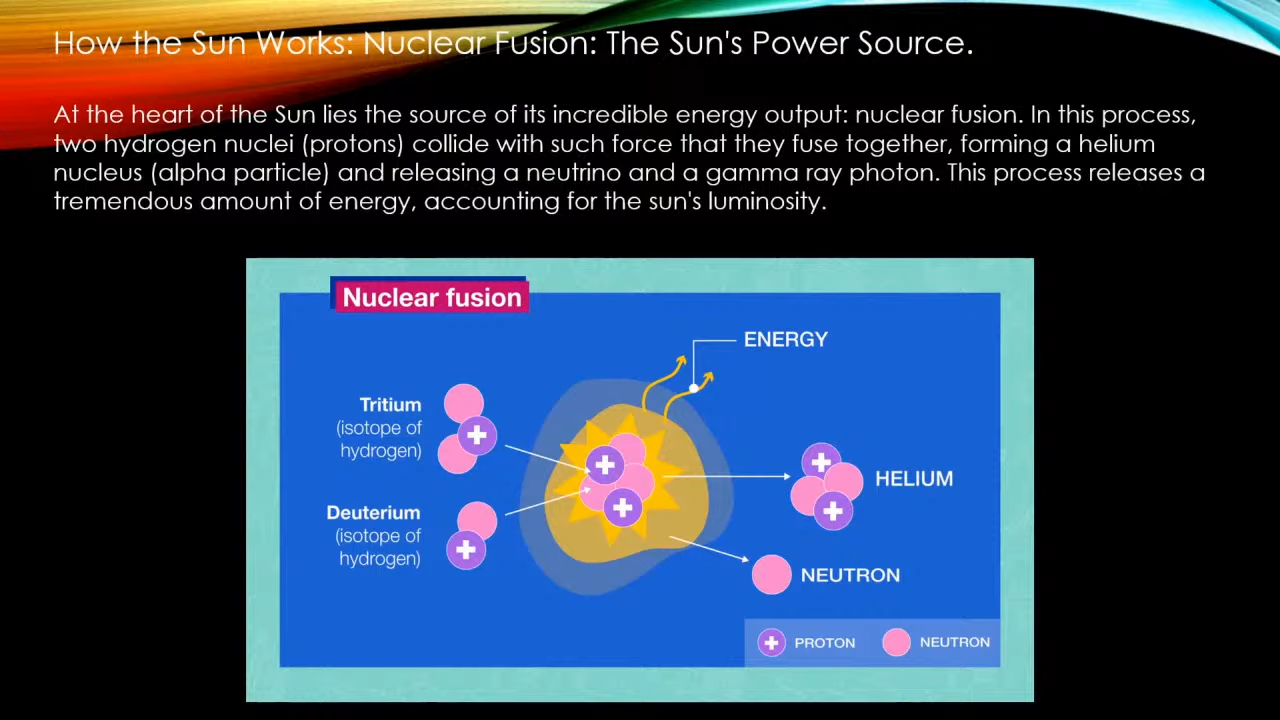 How the Sun Works: Nuclear Fusion: The Sun's Power Source.
At the heart of the Sun lies the source of its incredible energy output: nuclear fusion. In this process,
two hydrogen nuclei (protons) collide with such force that they fuse together, forming a helium
nucleus (alpha particle) and releasing a neutrino and a gamma ray photon. This process releases a
tremendous amount of energy, accounting for the sun's luminosity.
Nuclear fusion
ENERGY
Tritium
(isotope of
hydrogen)
HELIUM
Deuterium
(isotope of
hydrogen)
NEUTRON
PROTON
NEUTRON